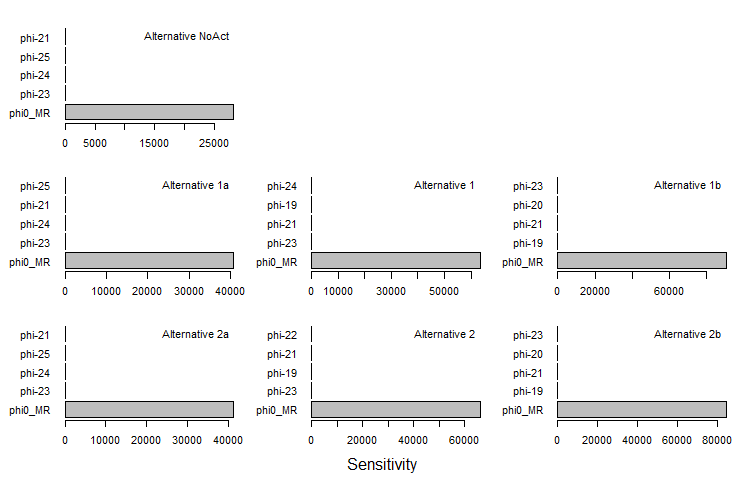 Alternative NoAct
phi-21
phi-25
phi-24
phi-23
phi0_MR
0 5000 15000 25000
Alternative 1a
phi-25
phi-21
phi-24
phi-23
phi0_MR
0 10000 20000 30000 40000
Alternative 1
phi-24
phi-19
phi-21
phi-23
phi0_MR
0 10000 30000 50000
Alternative 1b
phi-23
phi-20
phi-21
phi-19
phi0_MR
0 20000 60000
Alternative 2a
phi-21
phi-25
phi-24
phi-23
phi0_MR
0 10000 20000 30000 40000
Alternative 2
phi-22
phi-21
phi-19
phi-23
phi0_MR
0 20000 40000 60000
Alternative 2b
phi-23
phi-20
phi-21
phi-19
phi0_MR
0 20000 40000 60000 80000
Sensitivity